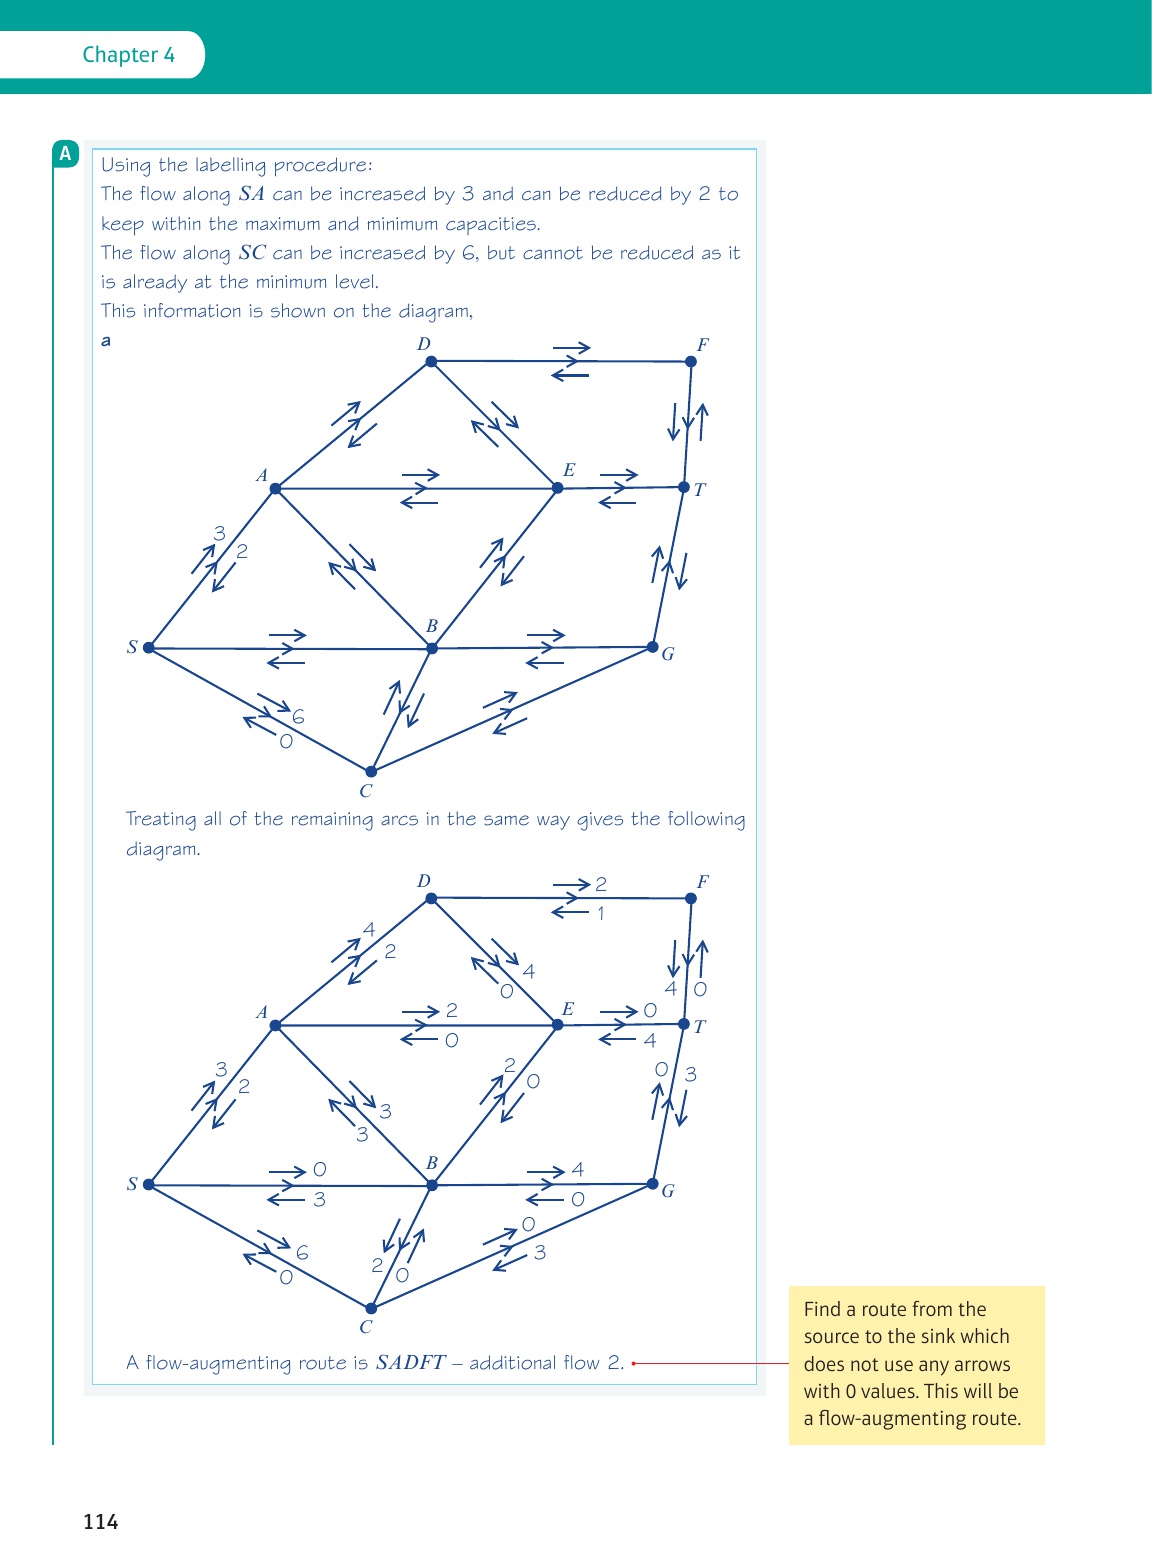 Chapter 4
A
Using the labelling procedure:
The flow along SA can be increased by 3 and can be reduced by 2 to
keep within the maximum and minimum capacities.
The flow along SC can be increased by 6, but cannot be reduced as it
is already at the minimum level.
This information is shown on the diagram,
a
D
F
A
E
T
3
2
S
B
G
6
0
C
Treating all of the remaining arcs in the same way gives the following
diagram.
D
2
F
1
4
2
4
0
4 0
A
2
E
0
T
0
4
3
2
2
0
0
3
3
3
S
0
B
4
G
3
0
0
6
0
2
0
3
C
A flow-augmenting route is SADFT – additional flow 2.
Find a route from the
source to the sink which
does not use any arrows
with 0 values. This will be
a flow-augmenting route.
114